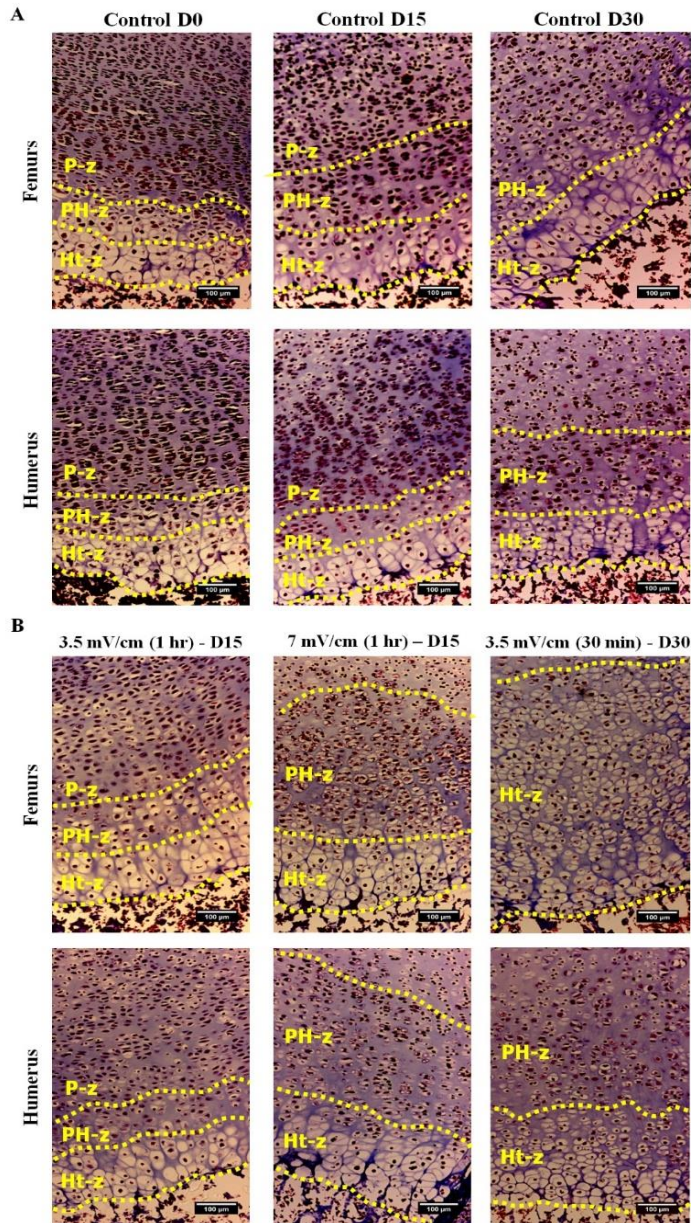 A
Control D0
Control D15
Control D30
Femurs
P-z
PH-z
Ht-z
100 µm
P-z
PH-z
Ht-z
100 µm
PH-z
Ht-z
100 µm
Humerus
P-z
PH-z
Ht-z
100 µm
P-z
PH-z
Ht-z
100 µm
PH-z
Ht-z
100 µm
B
3.5 mV/cm (1 hr) - D15
7 mV/cm (1 hr) – D15
3.5 mV/cm (30 min) - D30
Femurs
P-z
PH-z
Ht-z
100 µm
PH-z
Ht-z
100 µm
Ht-z
100 µm
Humerus
P-z
PH-z
Ht-z
100 µm
PH-z
Ht-z
100 µm
PH-z
Ht-z
100 µm